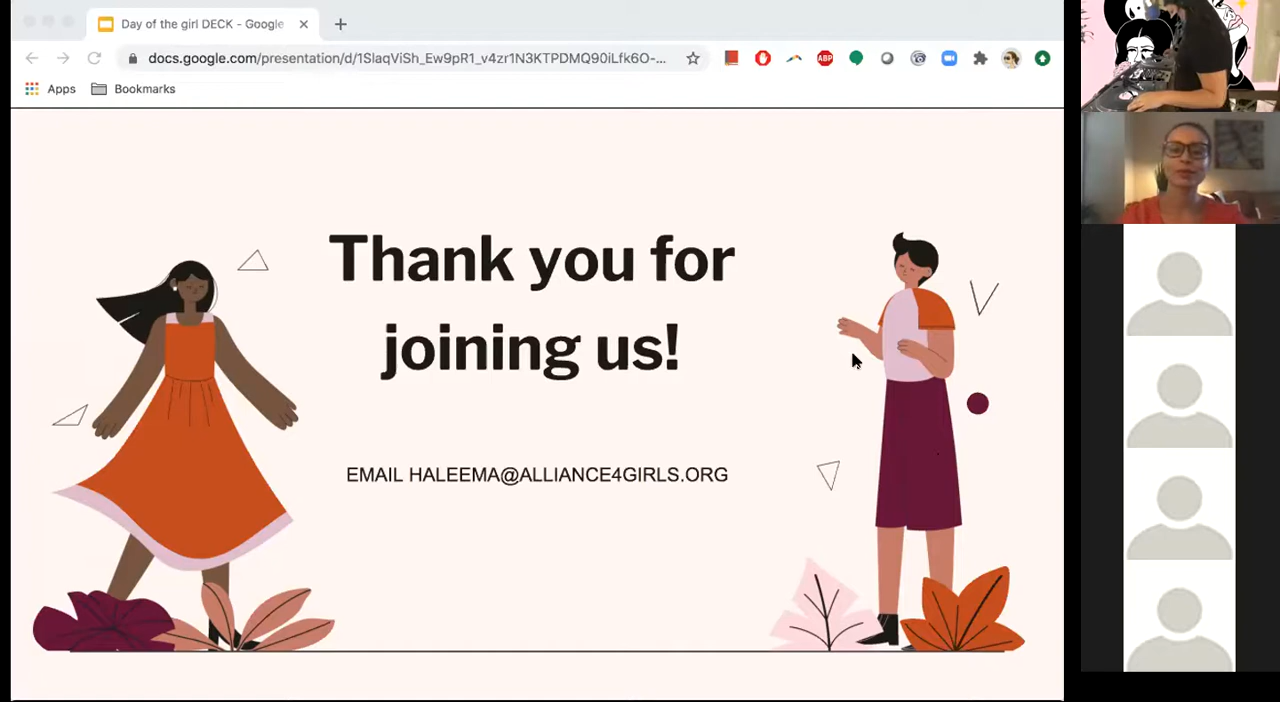 Day of the girl DECK - Google
docs.google.com/presentation/d/1SlaqViSh_Ew9pR1_v4zr1N3KTPDMQ90iLfk6O-...
ABP
Apps
Bookmarks
Thank you for
joining us!
EMAIL HALEEMA@ALLIANCE4GIRLS.ORG